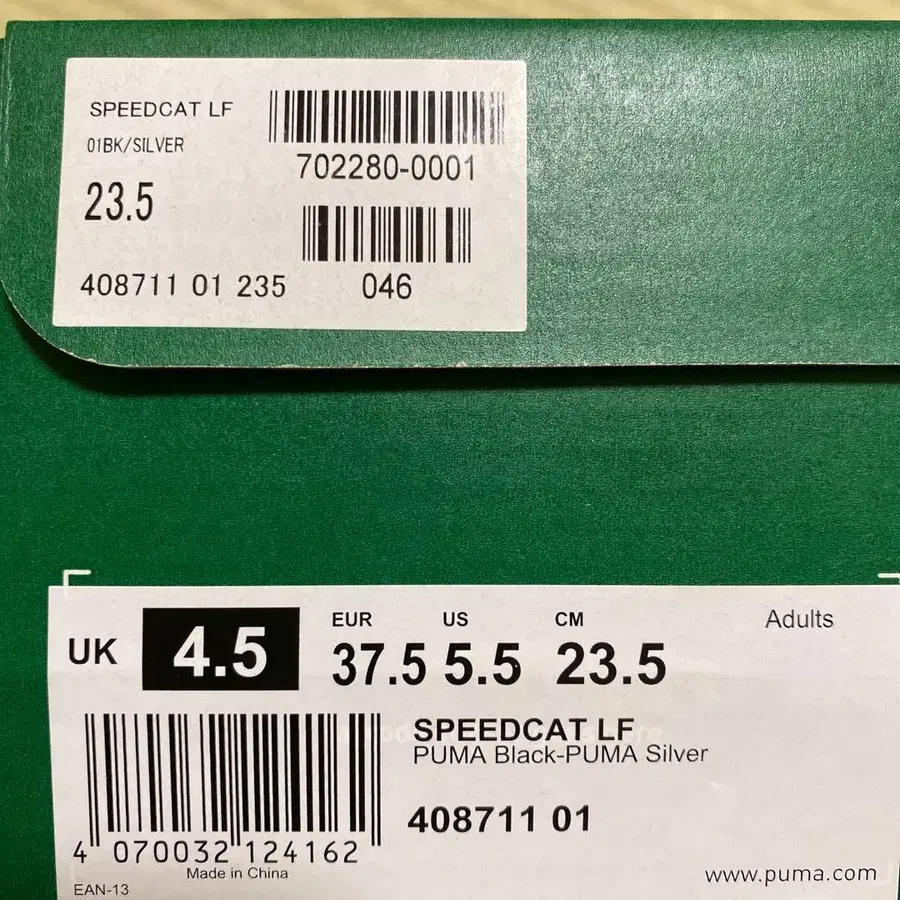 SPEEDCAT LF
01BK/SILVER
702280-0001
23.5
408711 01 235
046
UK 4.5
EUR US CM
37.5 5.5 23.5
Adults
SPEEDCAT LF
PUMA Black-PUMA Silver
408711 01
4 070032 124162
Made in China
EAN-13
www.puma.com